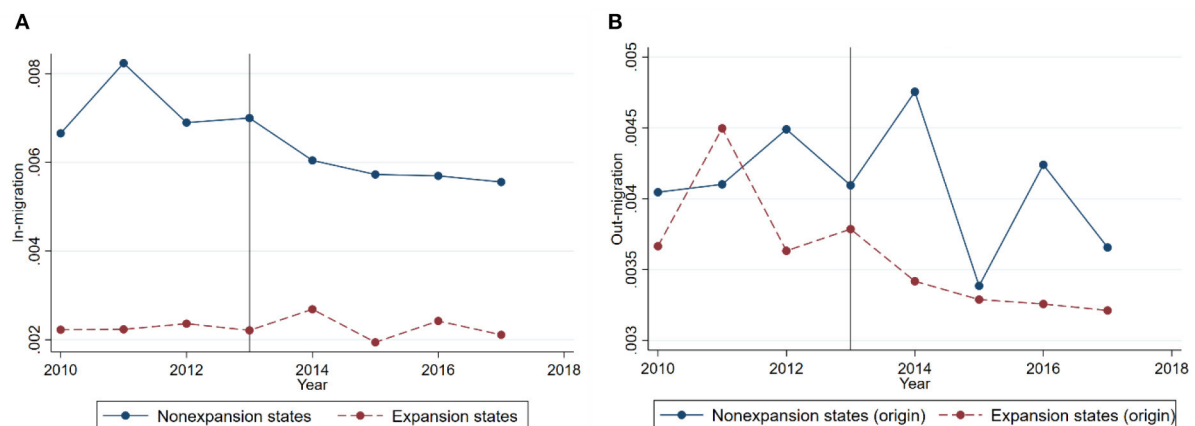 A
In-migration
.008
.006
.004
.002
2010 2012 2014 2016 2018
Year
Nonexpansion states Expansion states
B
Out-migration
.005
.0045
.004
.0035
.003
2010 2012 2014 2016 2018
Year
Nonexpansion states (origin) Expansion states (origin)